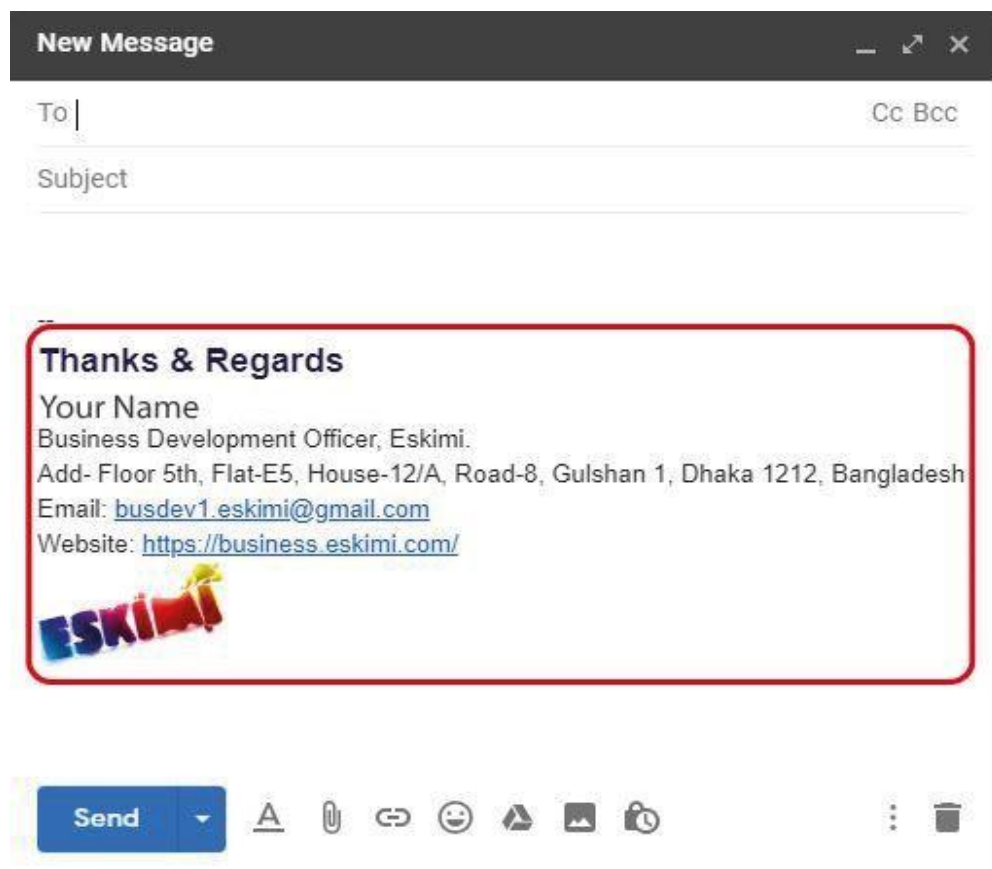 New Message
To Cc Bcc
Subject
--
Thanks & Regards
Your Name
Business Development Officer, Eskimi.
Add- Floor 5th, Flat-E5, House-12/A, Road-8, Gulshan 1, Dhaka 1212, Bangladesh
Email: busdev1.eskimi@gmail.com
Website: https://business.eskimi.com/
ESKIMI
Send A